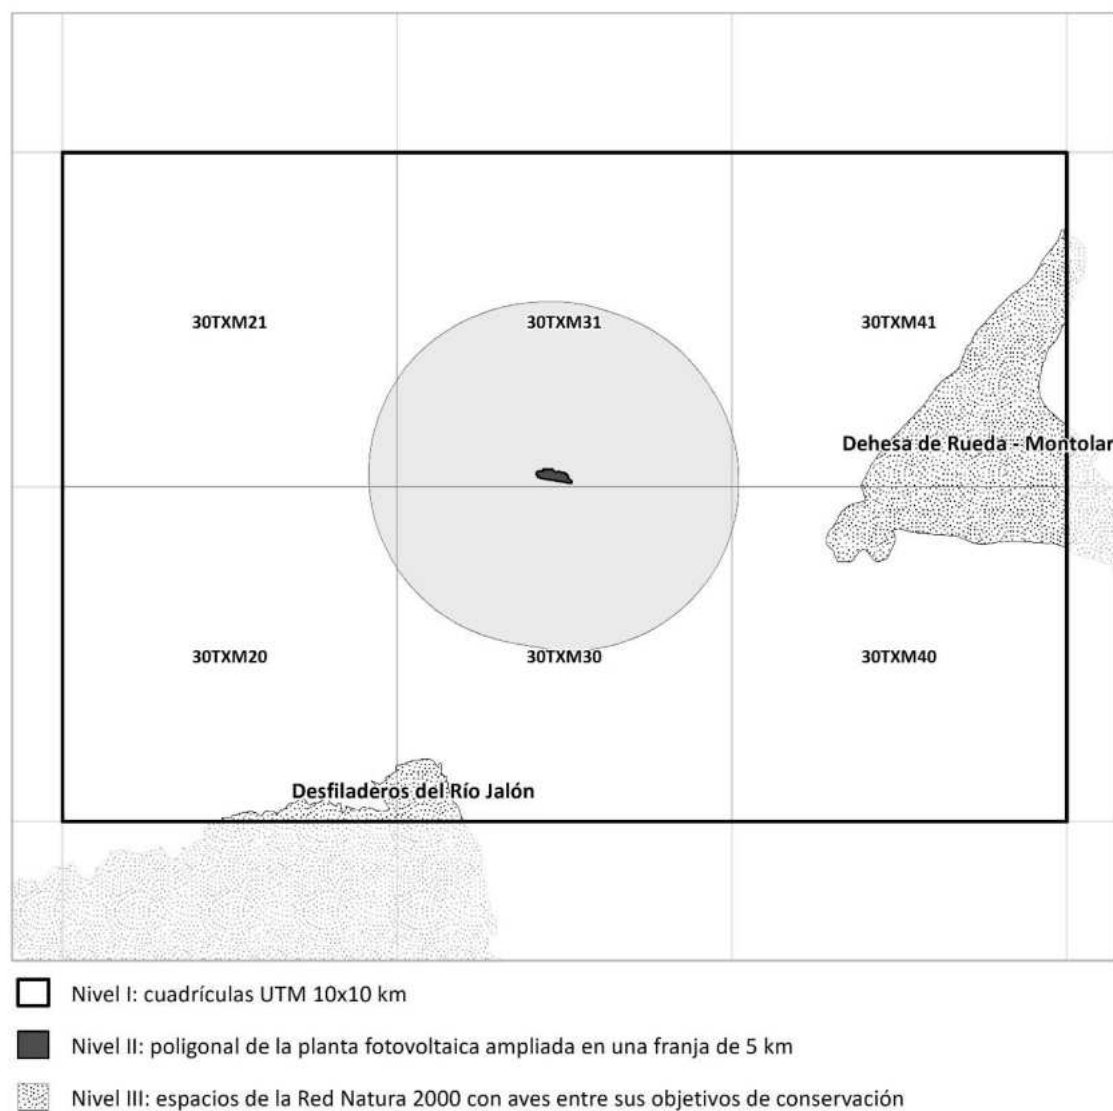 30TXM21
30TXM31
30TXM41
Dehesa de Rueda - Montolar
30TXM20
30TXM30
30TXM40
Desfiladeros del Río Jalón
Nivel I: cuadrículas UTM 10x10 km
Nivel II: poligonal de la planta fotovoltaica ampliada en una franja de 5 km
Nivel III: espacios de la Red Natura 2000 con aves entre sus objetivos de conservación